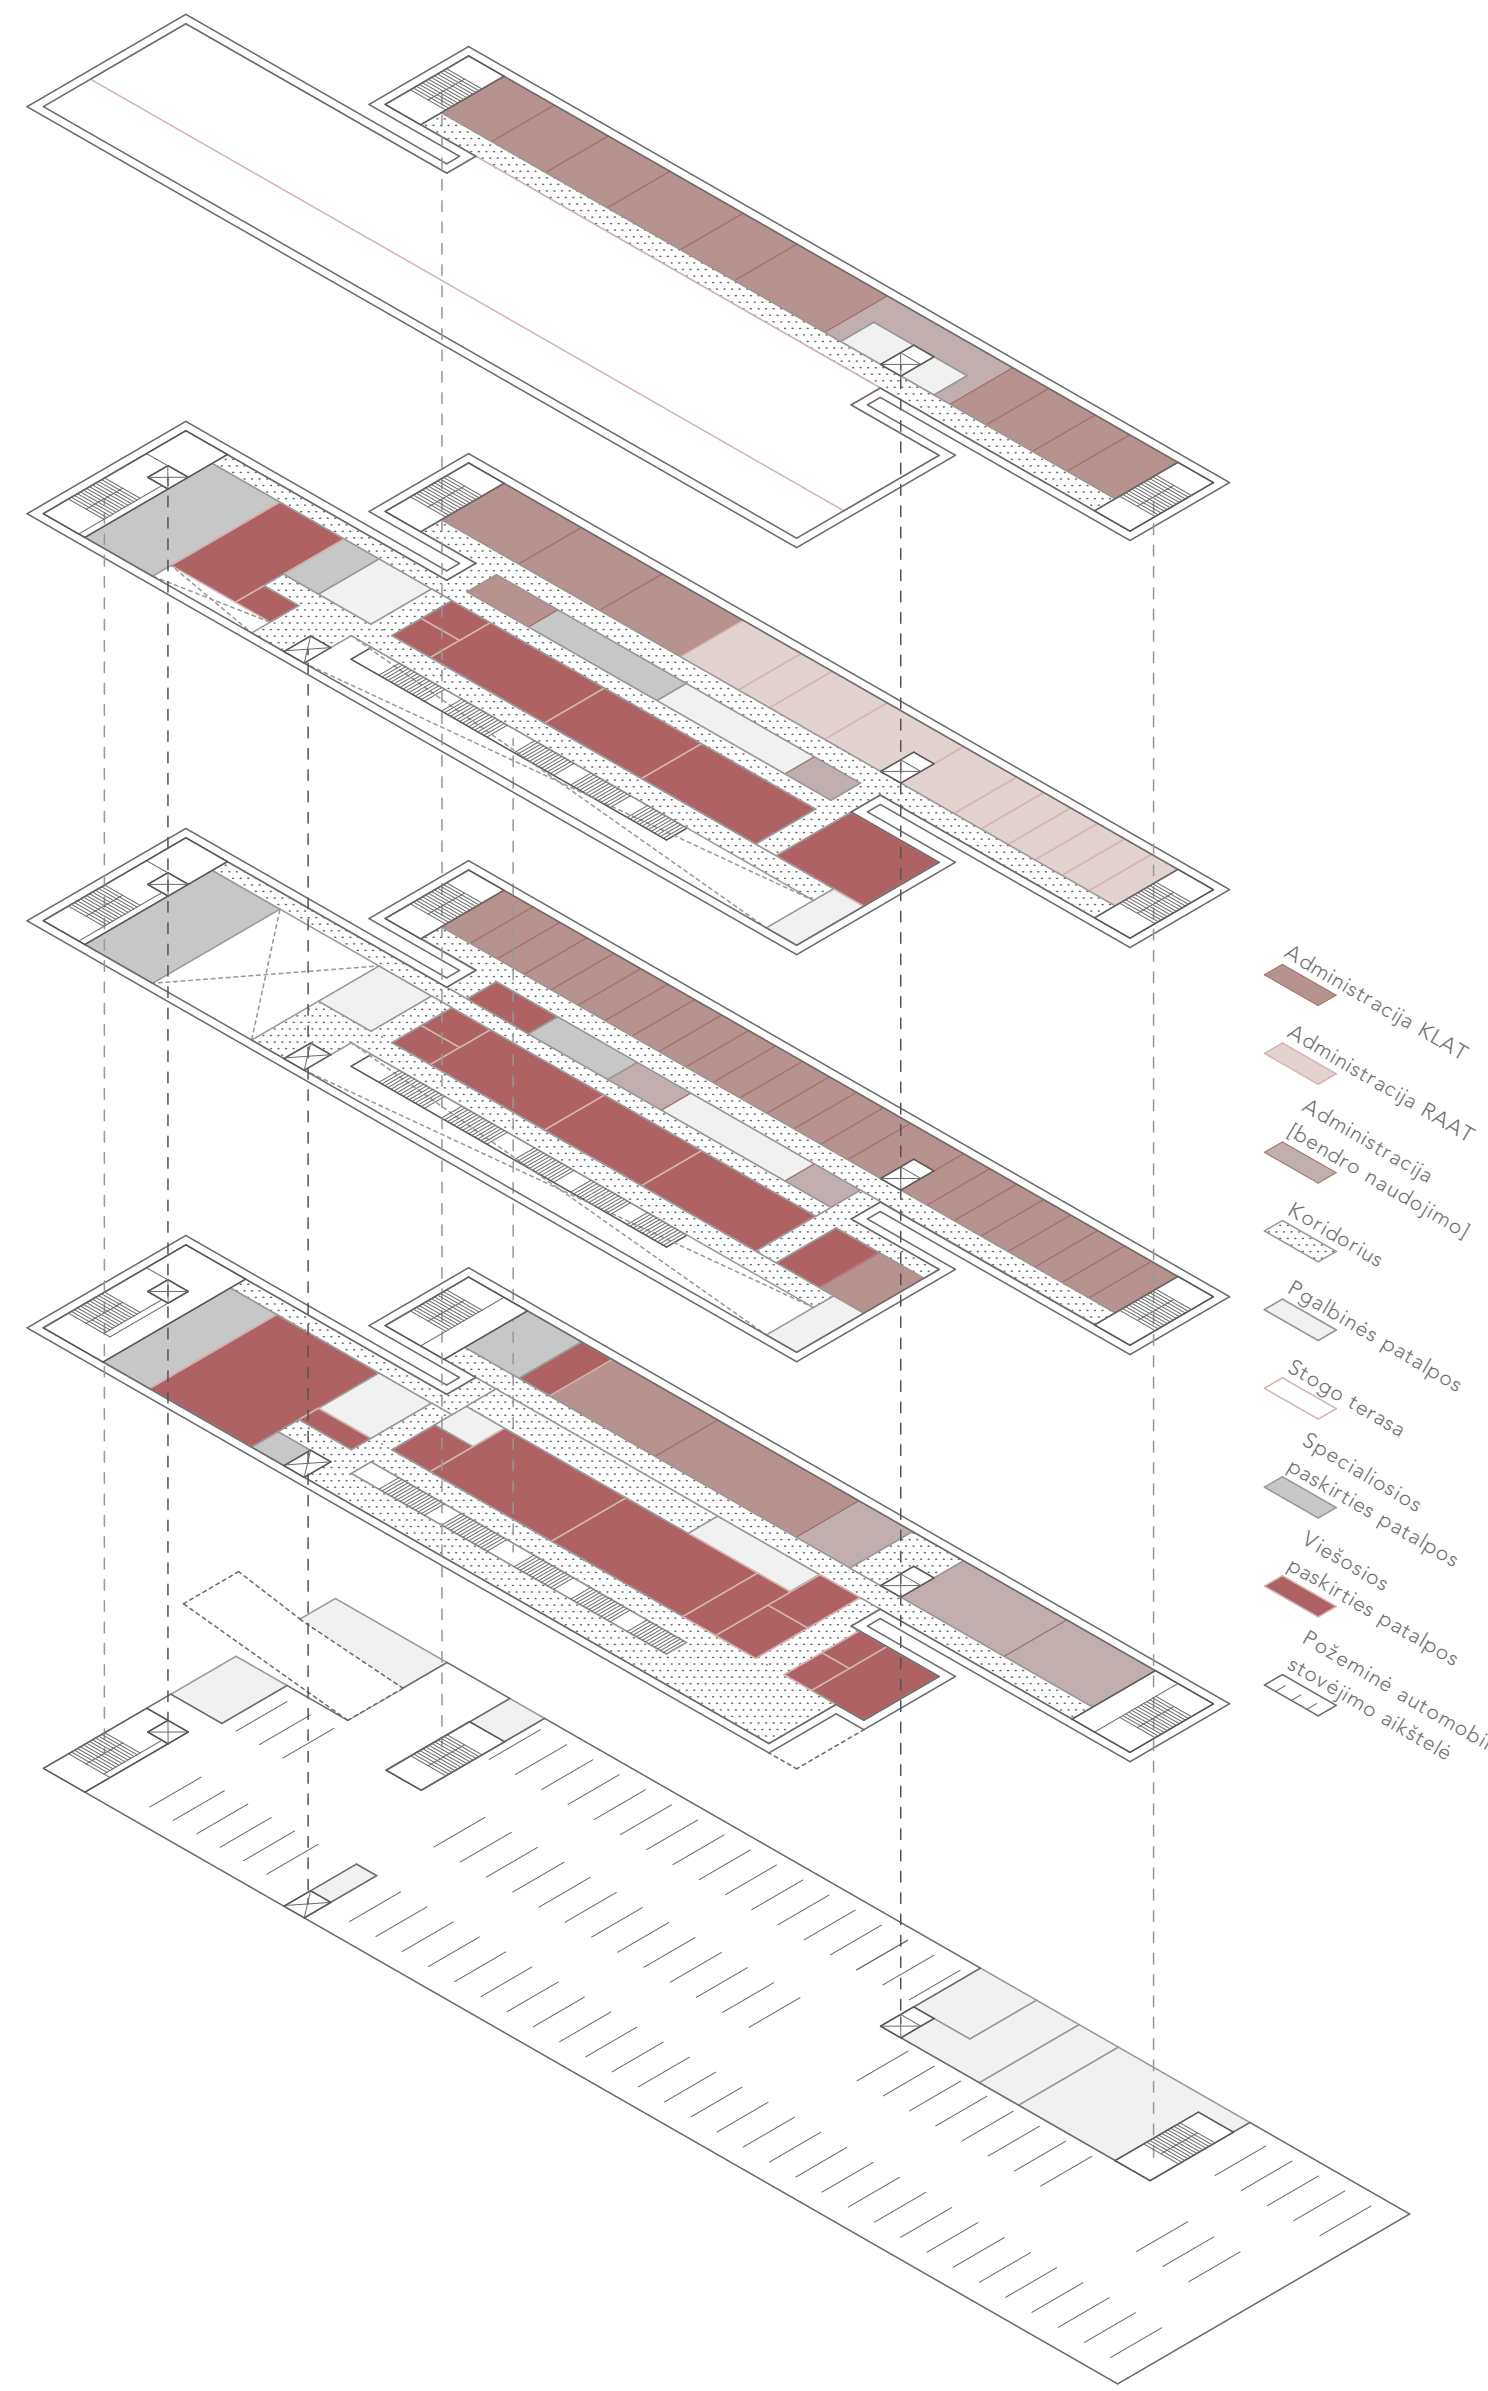 Administracija KLAT
Administracija RAAT
Administracija
[bendro naudojimo]
Koridorius
Pgalbinės patalpos
Stogo terasa
Specialiosios
paskirties patalpos
Viešosios
paskirties patalpos
Požeminė automobi
stovėjimo aikštelė